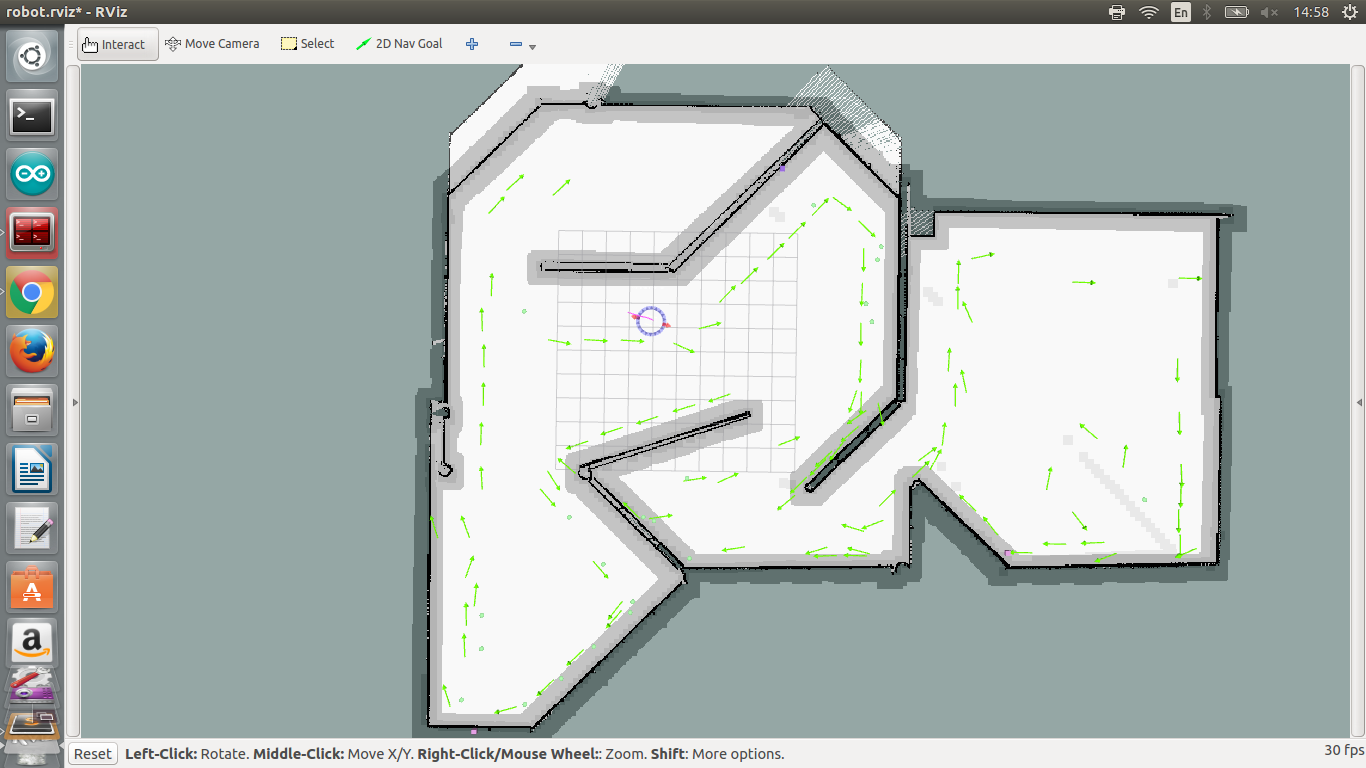 robot.rviz* - RViz
En
14:58
Interact
Move Camera
Select
2D Nav Goal
Reset
Left-Click: Rotate. Middle-Click: Move X/Y. Right-Click/Mouse Wheel:: Zoom. Shift: More options.
30 fps